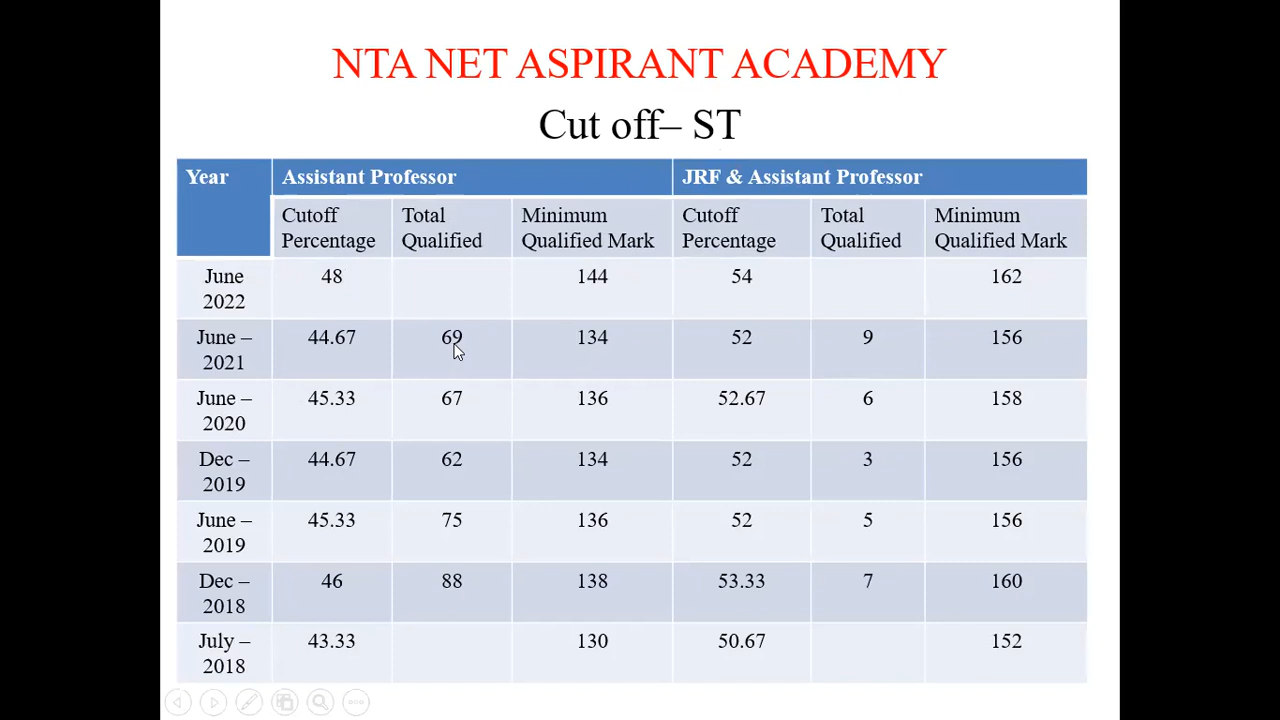 NTA NET ASPIRANT ACADEMY
Cut off– ST
Year Assistant Professor JRF & Assistant Professor
Cutoff Total Minimum Cutoff Total Minimum
Percentage Qualified Qualified Mark Percentage Qualified Qualified Mark
June 48 144 54 162
2022
June – 44.67 69 134 52 9 156
2021
June – 45.33 67 136 52.67 6 158
2020
Dec – 44.67 62 134 52 3 156
2019
June – 45.33 75 136 52 5 156
2019
Dec – 46 88 138 53.33 7 160
2018
July – 43.33 130 50.67 152
2018